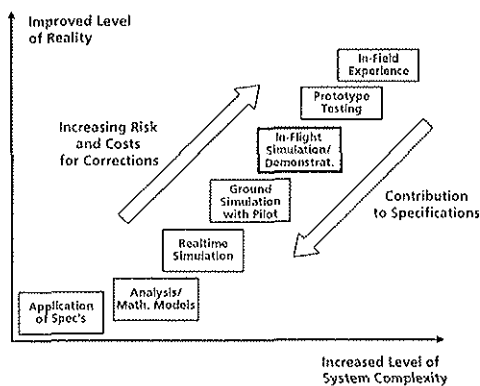 Improved Level
of Reality
In-Field
Experience
Prototype
Testing
Increasing Risk
and Costs
for Corrections
In-Flight
Simulation/
Demonstrat.
Ground
Simulation
with Pilot
Contribution
to Specifications
Realtime
Simulation
Analysis/
Math. Models
Application
of Spec's
Increased Level of
System Complexity